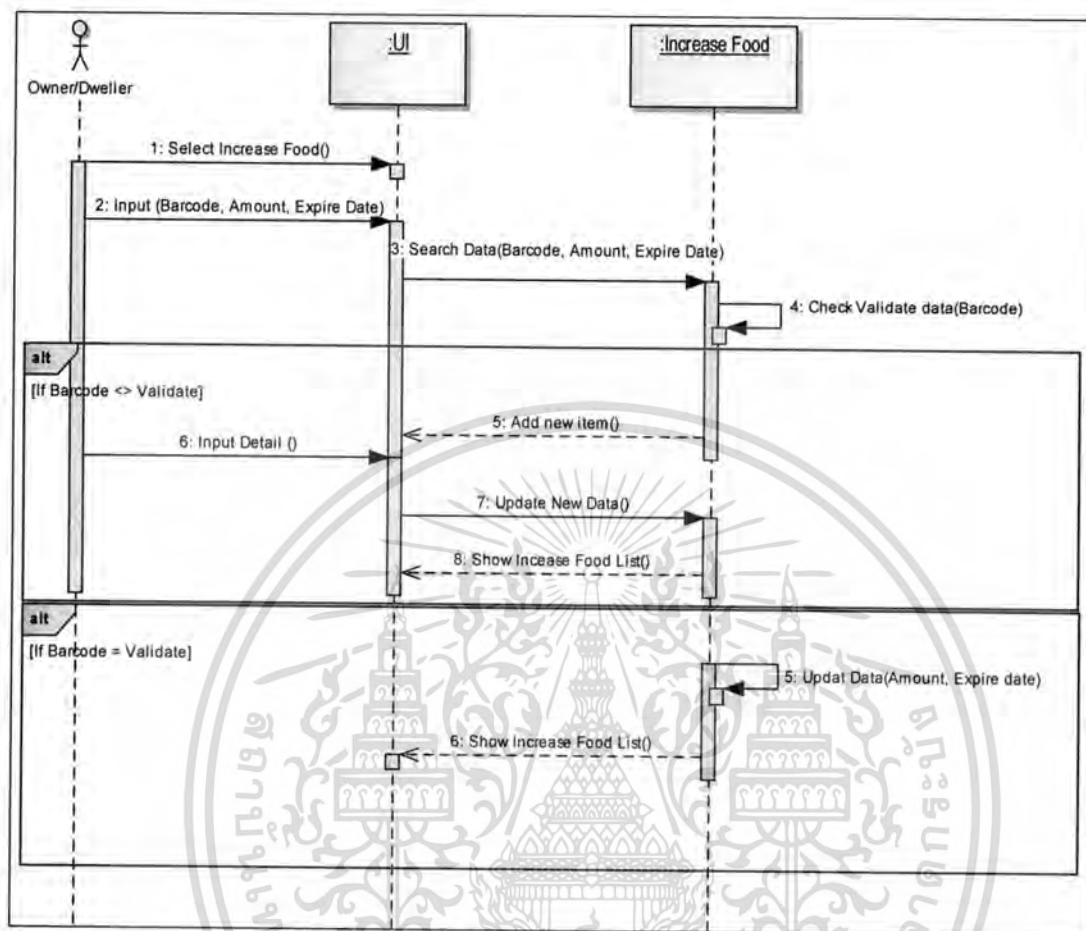 Owner/Dweller
:UI
:Increase Food
1: Select Increase Food()
2: Input (Barcode, Amount, Expire Date)
3: Search Data(Barcode, Amount, Expire Date)
4: Check Validate data(Barcode)
alt
[If Barcode <> Validate]
5: Add new item()
6: Input Detail ()
7: Update New Data()
8: Show Incease Food List()
alt
[If Barcode = Validate]
5: Updat Data(Amount, Expire date)
6: Show Increase Food List()